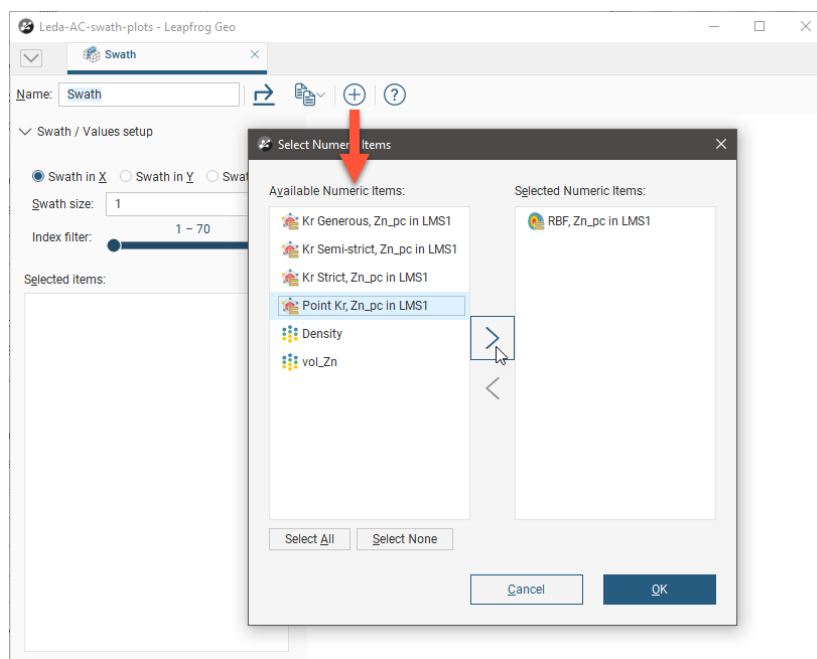 Leda-AC-swath-plots - Leapfrog Geo
Swath
Name: Swath
Swath / Values setup
Swath in X Swath in Y Swat
Swath size: 1
Index filter: 1 – 70
Selected items:
Select Numeric Items
Available Numeric Items:
Kr Generous, Zn_pc in LMS1
Kr Semi-strict, Zn_pc in LMS1
Kr Strict, Zn_pc in LMS1
Point Kr, Zn_pc in LMS1
Density
vol_Zn
Selected Numeric Items:
RBF, Zn_pc in LMS1
Select All Select None
Cancel OK